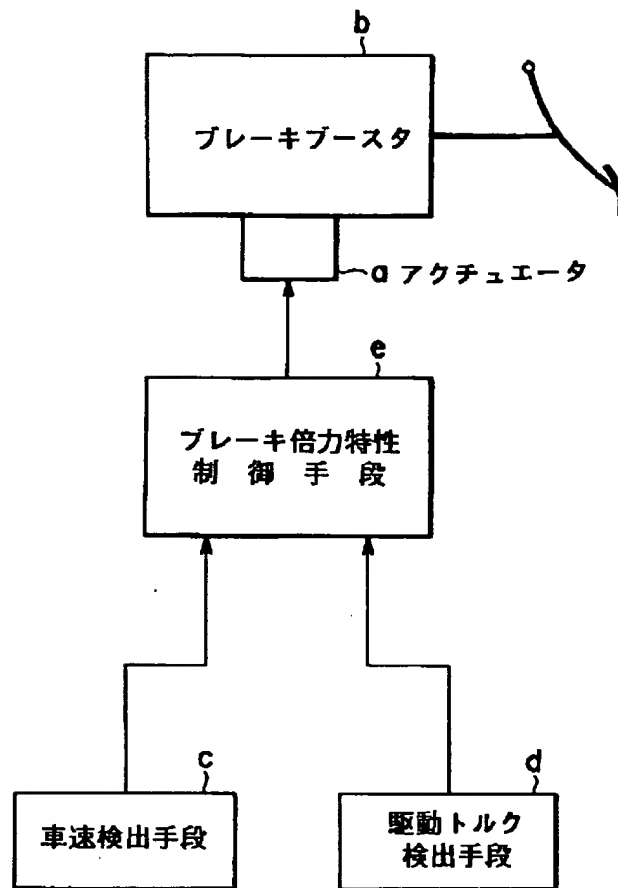 b
ブレーキブースタ
a アクチュエータ
e
ブレーキ倍力特性
制御手段
c
車速検出手段
d
駆動トルク
検出手段